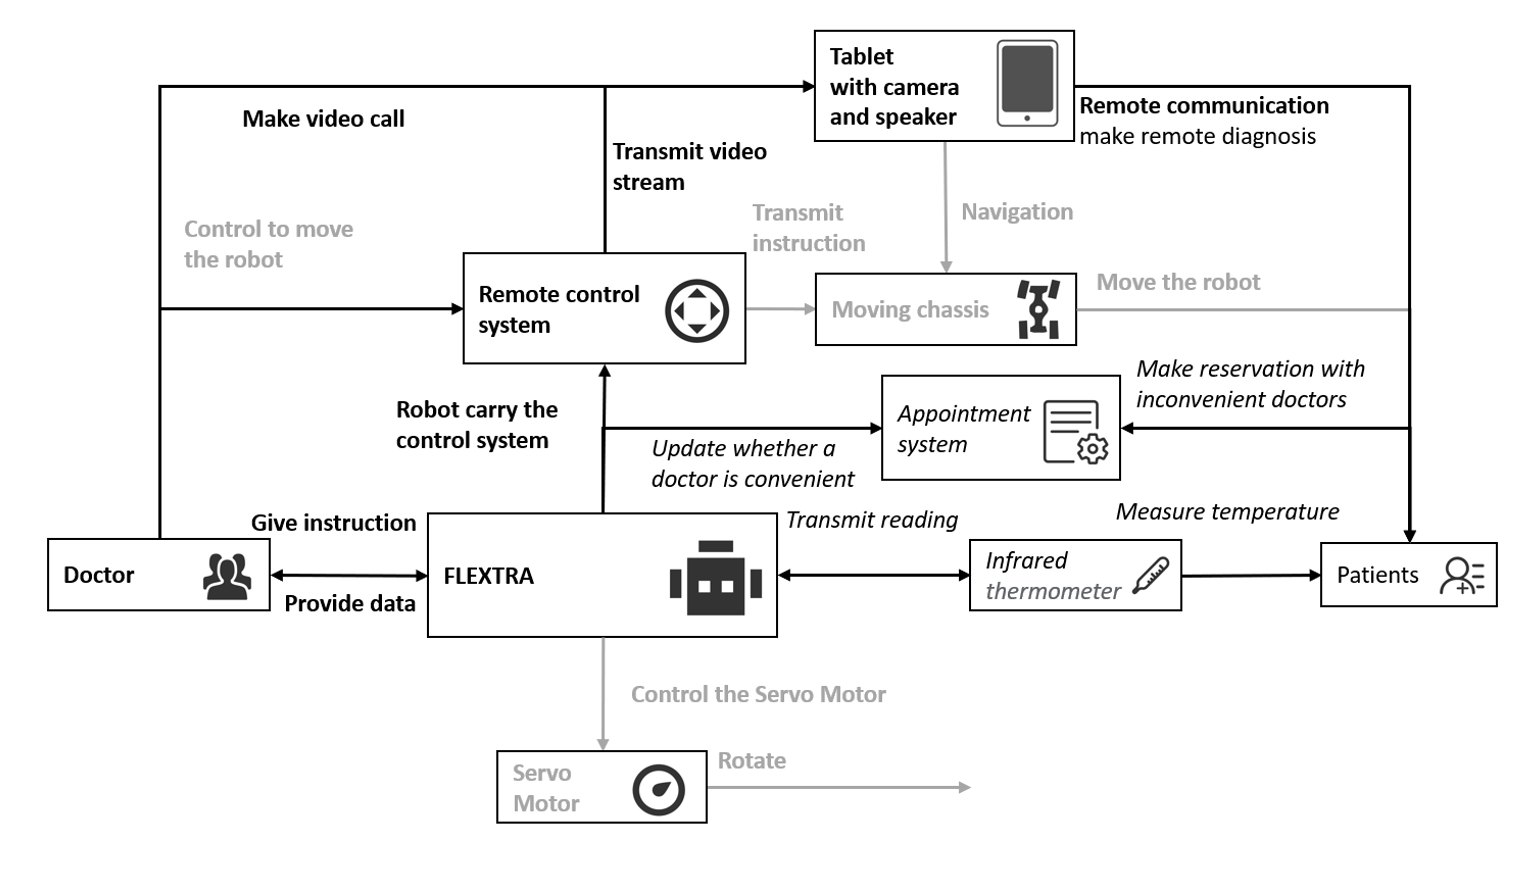 Tablet
with camera
and speaker
Remote communication
make remote diagnosis
Make video call
Transmit video
stream
Control to move
the robot
Transmit
instruction
Navigation
Remote control
system
Moving chassis
Move the robot
Make reservation with
inconvenient doctors
Robot carry the
control system
Appointment
system
Update whether a
doctor is convenient
Give instruction
Transmit reading
Measure temperature
Doctor
FLEXTRA
Infrared
thermometer
Patients
Provide data
Control the Servo Motor
Servo
Motor
Rotate